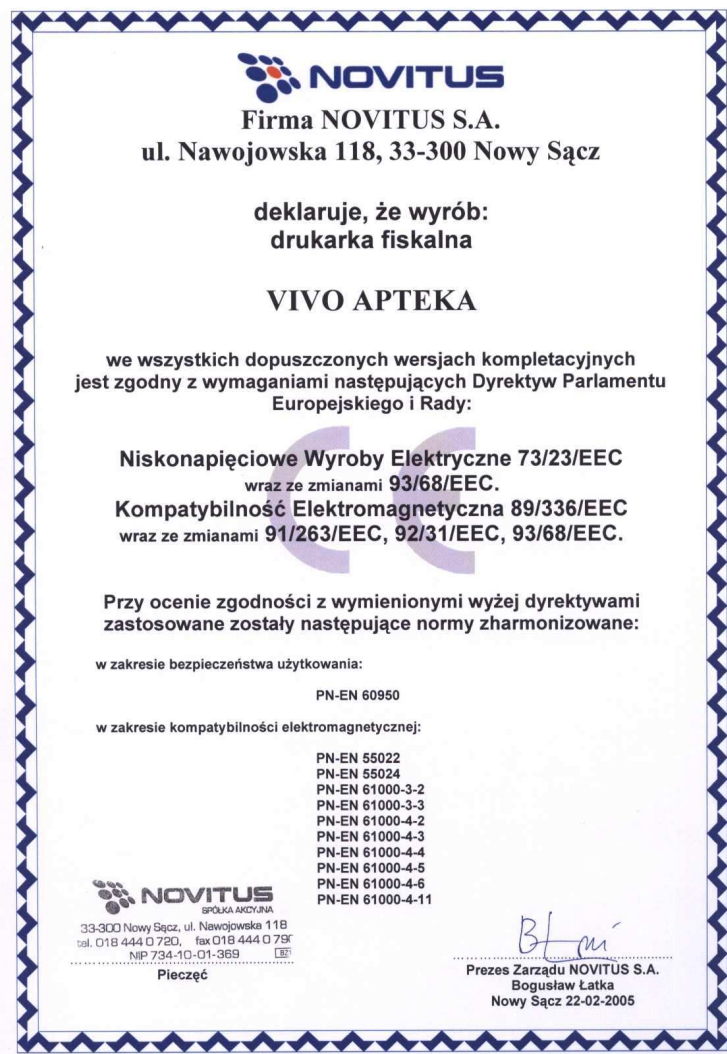 NOVITUS
Firma NOVITUS S.A.
ul. Nawojowska 118, 33-300 Nowy Sącz
deklaruje, że wyrób:
drukarka fiskalna
VIVO APTEKA
we wszystkich dopuszczonych wersjach kompletacyjnych
jest zgodny z wymaganiami następujących Dyrektyw Parlamentu
Europejskiego i Rady:
CE
Niskonapięciowe Wyroby Elektryczne 73/23/EEC
wraz ze zmianami 93/68/EEC.
Kompatybilność Elektromagnetyczna 89/336/EEC
wraz ze zmianami 91/263/EEC, 92/31/EEC, 93/68/EEC.
Przy ocenie zgodności z wymienionymi wyżej dyrektywami
zastosowane zostały następujące normy zharmonizowane:
w zakresie bezpieczeństwa użytkowania:
PN-EN 60950
w zakresie kompatybilności elektromagnetycznej:
PN-EN 55022
PN-EN 55024
PN-EN 61000-3-2
PN-EN 61000-3-3
PN-EN 61000-4-2
PN-EN 61000-4-3
PN-EN 61000-4-4
PN-EN 61000-4-5
PN-EN 61000-4-6
PN-EN 61000-4-11
NOVITUS
SPÓŁKA AKCYJNA
33-300 Nowy Sącz, ul. Nawojowska 118
tel. 018 444 0 720, fax 018 444 0 790
NIP 734-10-01-369 BZ1
Pieczęć
Prezes Zarządu NOVITUS S.A.
Bogusław Łatka
Nowy Sącz 22-02-2005